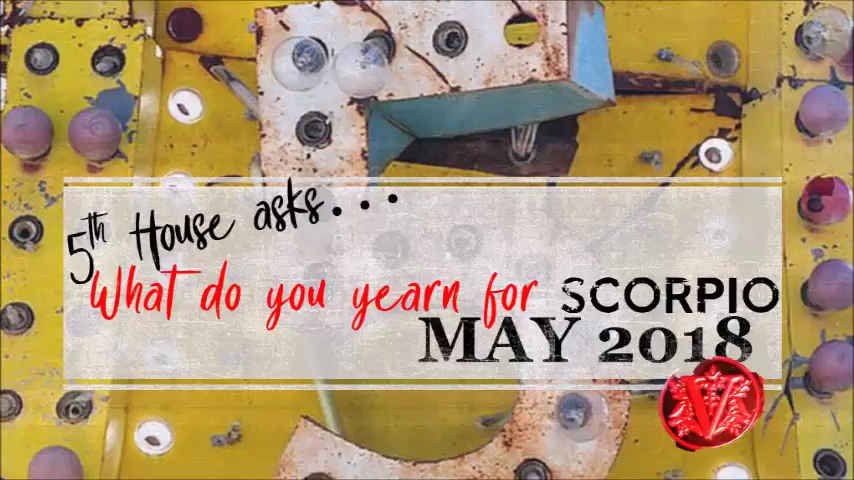 5th House asks...
What do you yearn for SCORPIO
MAY 2018
V